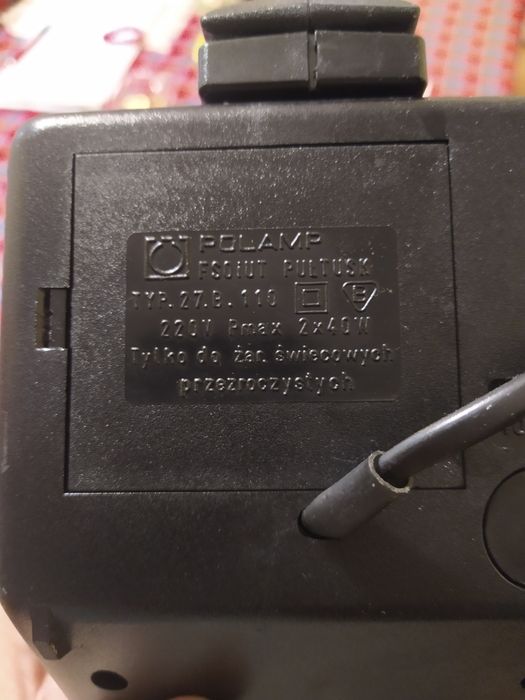 POLAMP
FSOiUT PUŁTUSK
TYP.27.B.110 B
220V Pmax 2x40W
Tylko do żar. świecowych
przeźroczystych